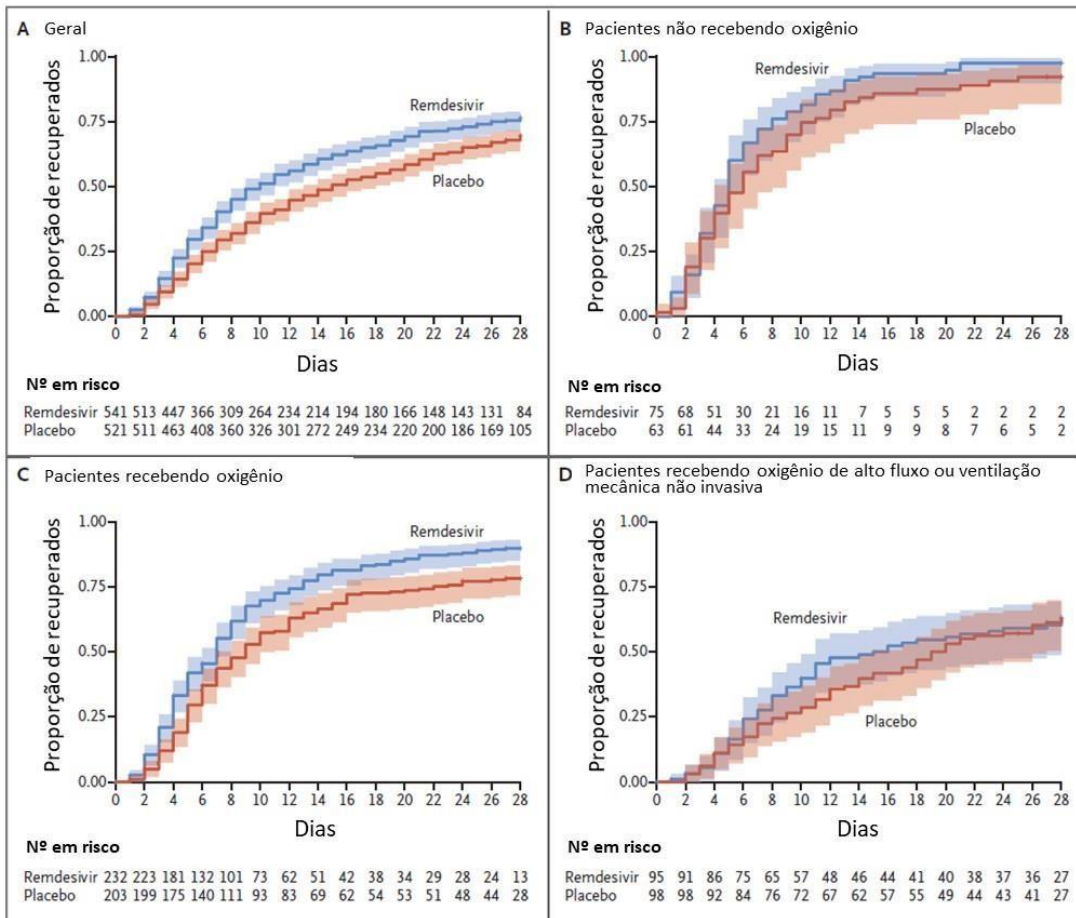 A Geral
Proporção de recuperados
1.00
0.75
0.50
0.25
0.00
Remdesivir
Placebo
0 2 4 6 8 10 12 14 16 18 20 22 24 26 28
Dias
Nº em risco
Remdesivir 541 513 447 366 309 264 234 214 194 180 166 148 143 131 84
Placebo 521 511 463 408 360 326 301 272 249 234 220 200 186 169 105
B Pacientes não recebendo oxigênio
Proporção de recuperados
1.00
0.75
0.50
0.25
0.00
Remdesivir
Placebo
0 2 4 6 8 10 12 14 16 18 20 22 24 26 28
Dias
Nº em risco
Remdesivir 75 68 51 30 21 16 11 7 5 5 5 2 2 2 2
Placebo 63 61 44 33 24 19 15 11 9 9 8 7 6 5 2
C Pacientes recebendo oxigênio
Proporção de recuperados
1.00
0.75
0.50
0.25
0.00
Remdesivir
Placebo
0 2 4 6 8 10 12 14 16 18 20 22 24 26 28
Dias
Nº em risco
Remdesivir 232 223 181 132 101 73 62 51 42 38 34 29 28 24 13
Placebo 203 199 175 140 111 93 83 69 62 54 53 51 48 44 28
D Pacientes recebendo oxigênio de alto fluxo ou ventilação
mecânica não invasiva
Proporção de recuperados
1.00
0.75
0.50
0.25
0.00
Remdesivir
Placebo
0 2 4 6 8 10 12 14 16 18 20 22 24 26 28
Dias
Nº em risco
Remdesivir 95 91 86 75 65 57 48 46 44 41 40 38 37 36 27
Placebo 98 98 92 84 76 72 67 62 57 55 49 44 43 41 27